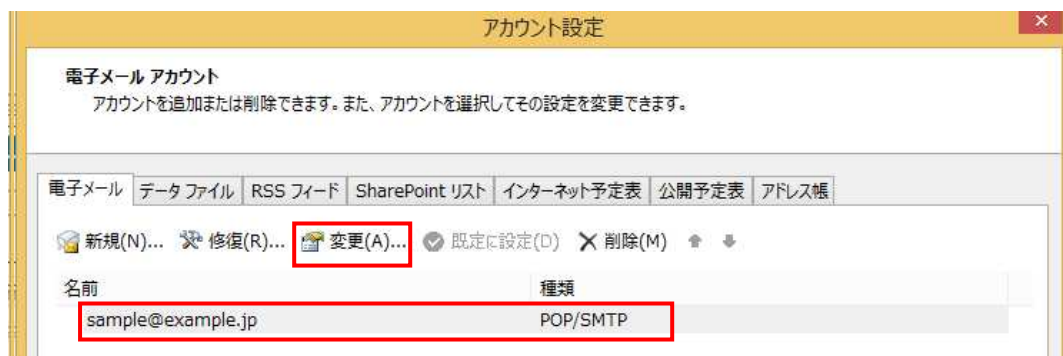 アカウント設定
電子メール アカウント
アカウントを追加または削除できます。また、アカウントを選択してその設定を変更できます。
電子メール データ ファイル RSS フィード SharePoint リスト インターネット予定表 公開予定表 アドレス帳
新規(N)... 修復(R)... 変更(A)... 既定に設定(D) 削除(M)
名前 種類
sample@example.jp POP/SMTP